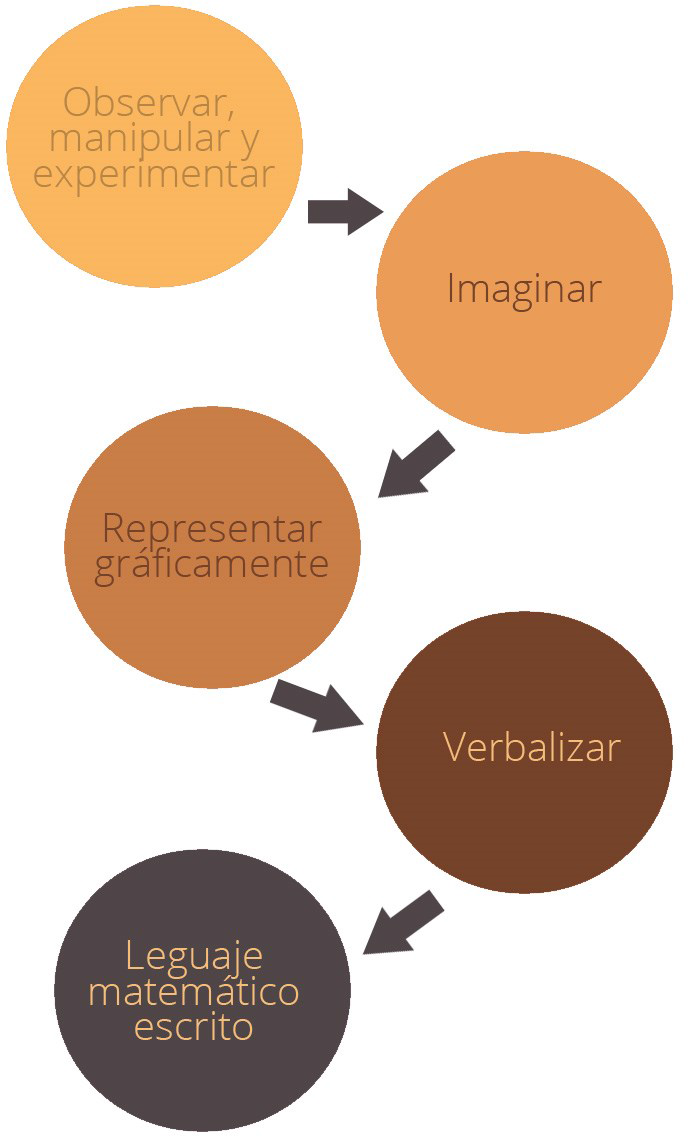 Observar,
manipular y
experimentar
Imaginar
Representar
gráficamente
Verbalizar
Leguaje
matemático
escrito